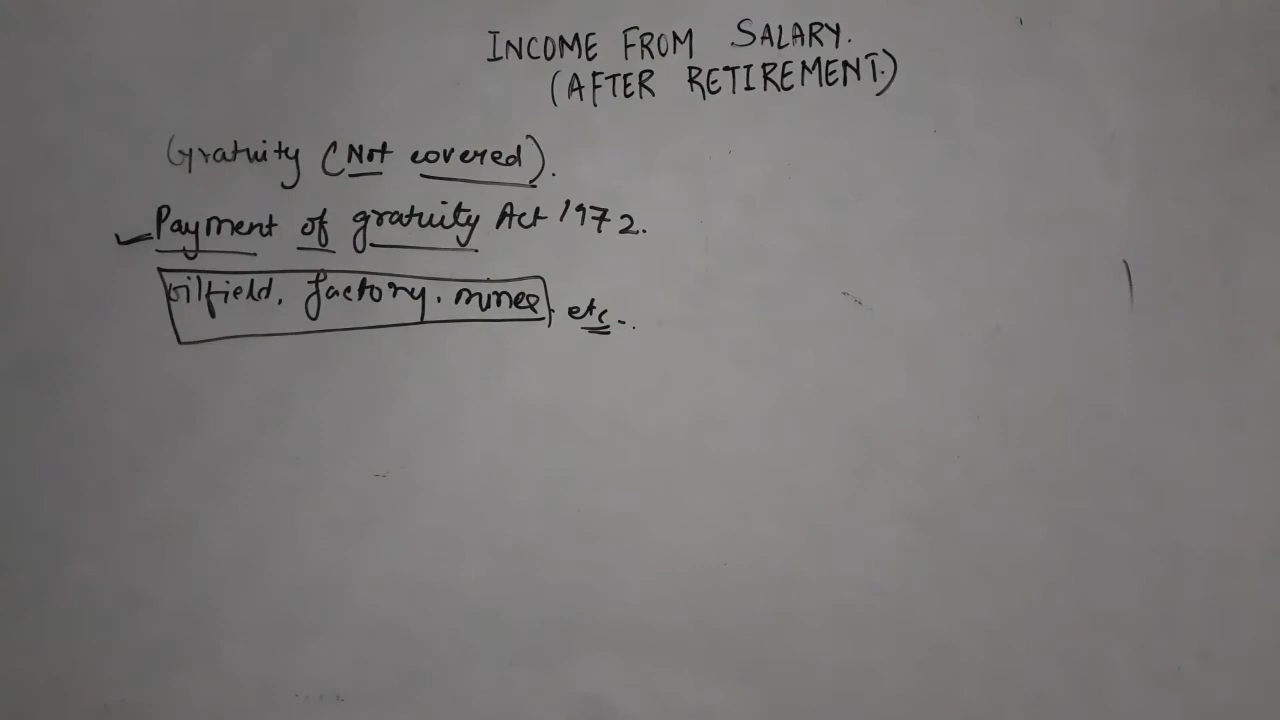 INCOME FROM SALARY.
(AFTER RETIREMENT.)
Gratuity (Not covered).
Payment of gratuity Act 1972.
oilfield, factory. mines, etc..